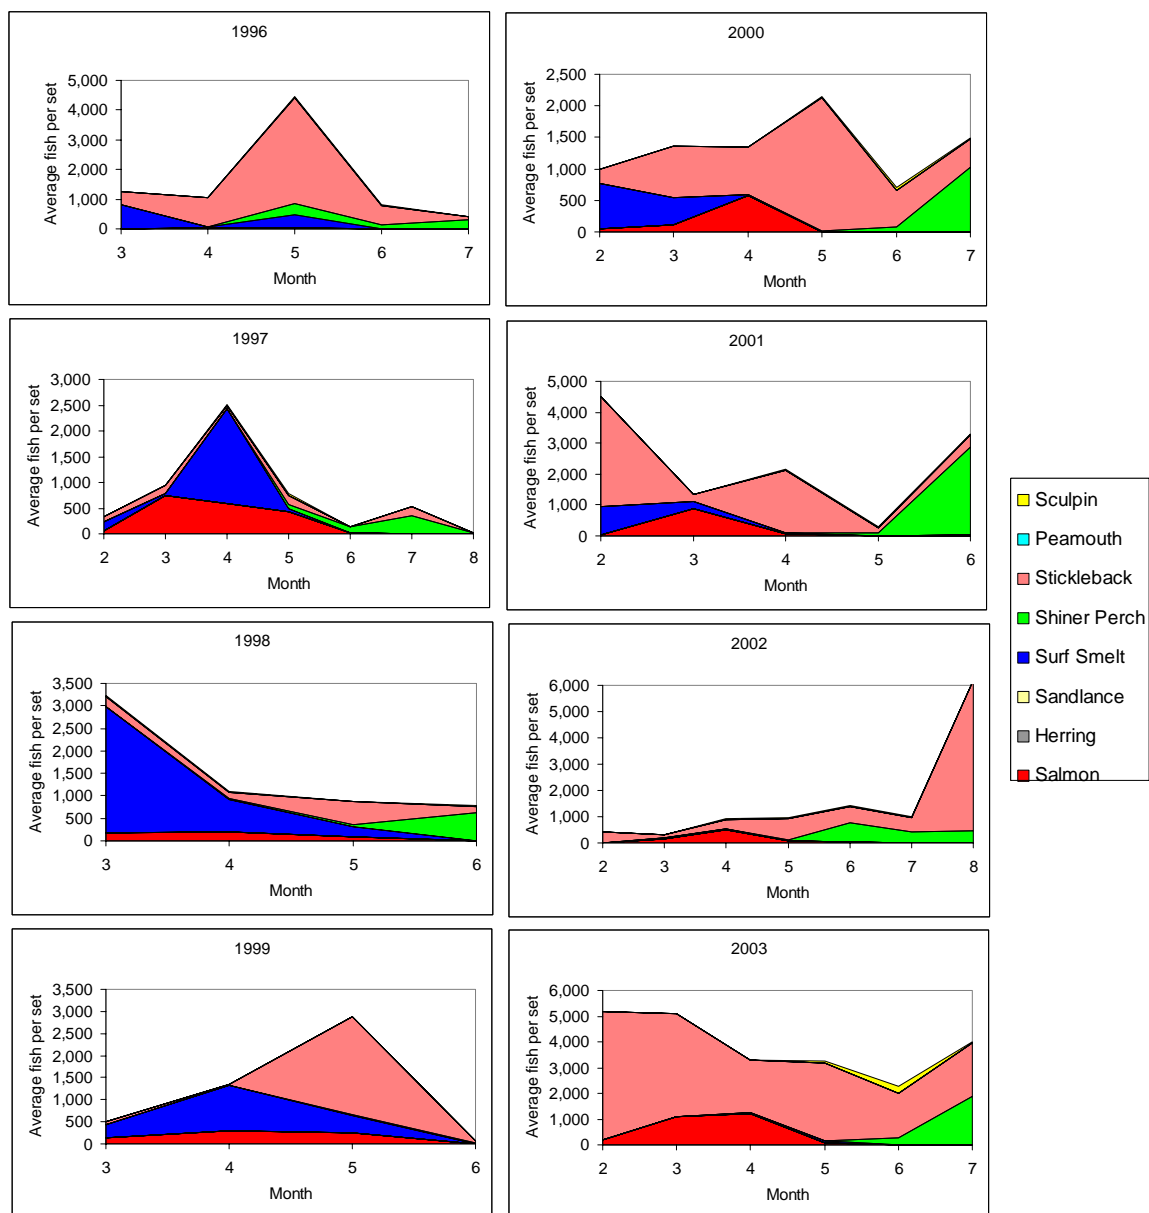 1996
Average fish per set
5,000
4,000
3,000
2,000
1,000
0
3 4 5 6 7
Month
1997
Average fish per set
3,000
2,500
2,000
1,500
1,000
500
0
2 3 4 5 6 7 8
Month
1998
Average fish per set
3,500
3,000
2,500
2,000
1,500
1,000
500
0
3 4 5 6
Month
1999
Average fish per set
3,500
3,000
2,500
2,000
1,500
1,000
500
0
3 4 5 6
Month
2000
Average fish per set
2,500
2,000
1,500
1,000
500
0
2 3 4 5 6 7
Month
2001
Average fish per set
5,000
4,000
3,000
2,000
1,000
0
2 3 4 5 6
Month
2002
Average fish per set
6,000
5,000
4,000
3,000
2,000
1,000
0
2 3 4 5 6 7 8
Month
2003
Average fish per set
6,000
5,000
4,000
3,000
2,000
1,000
0
2 3 4 5 6 7
Month
Sculpin
Peamouth
Stickleback
Shiner Perch
Surf Smelt
Sandlance
Herring
Salmon